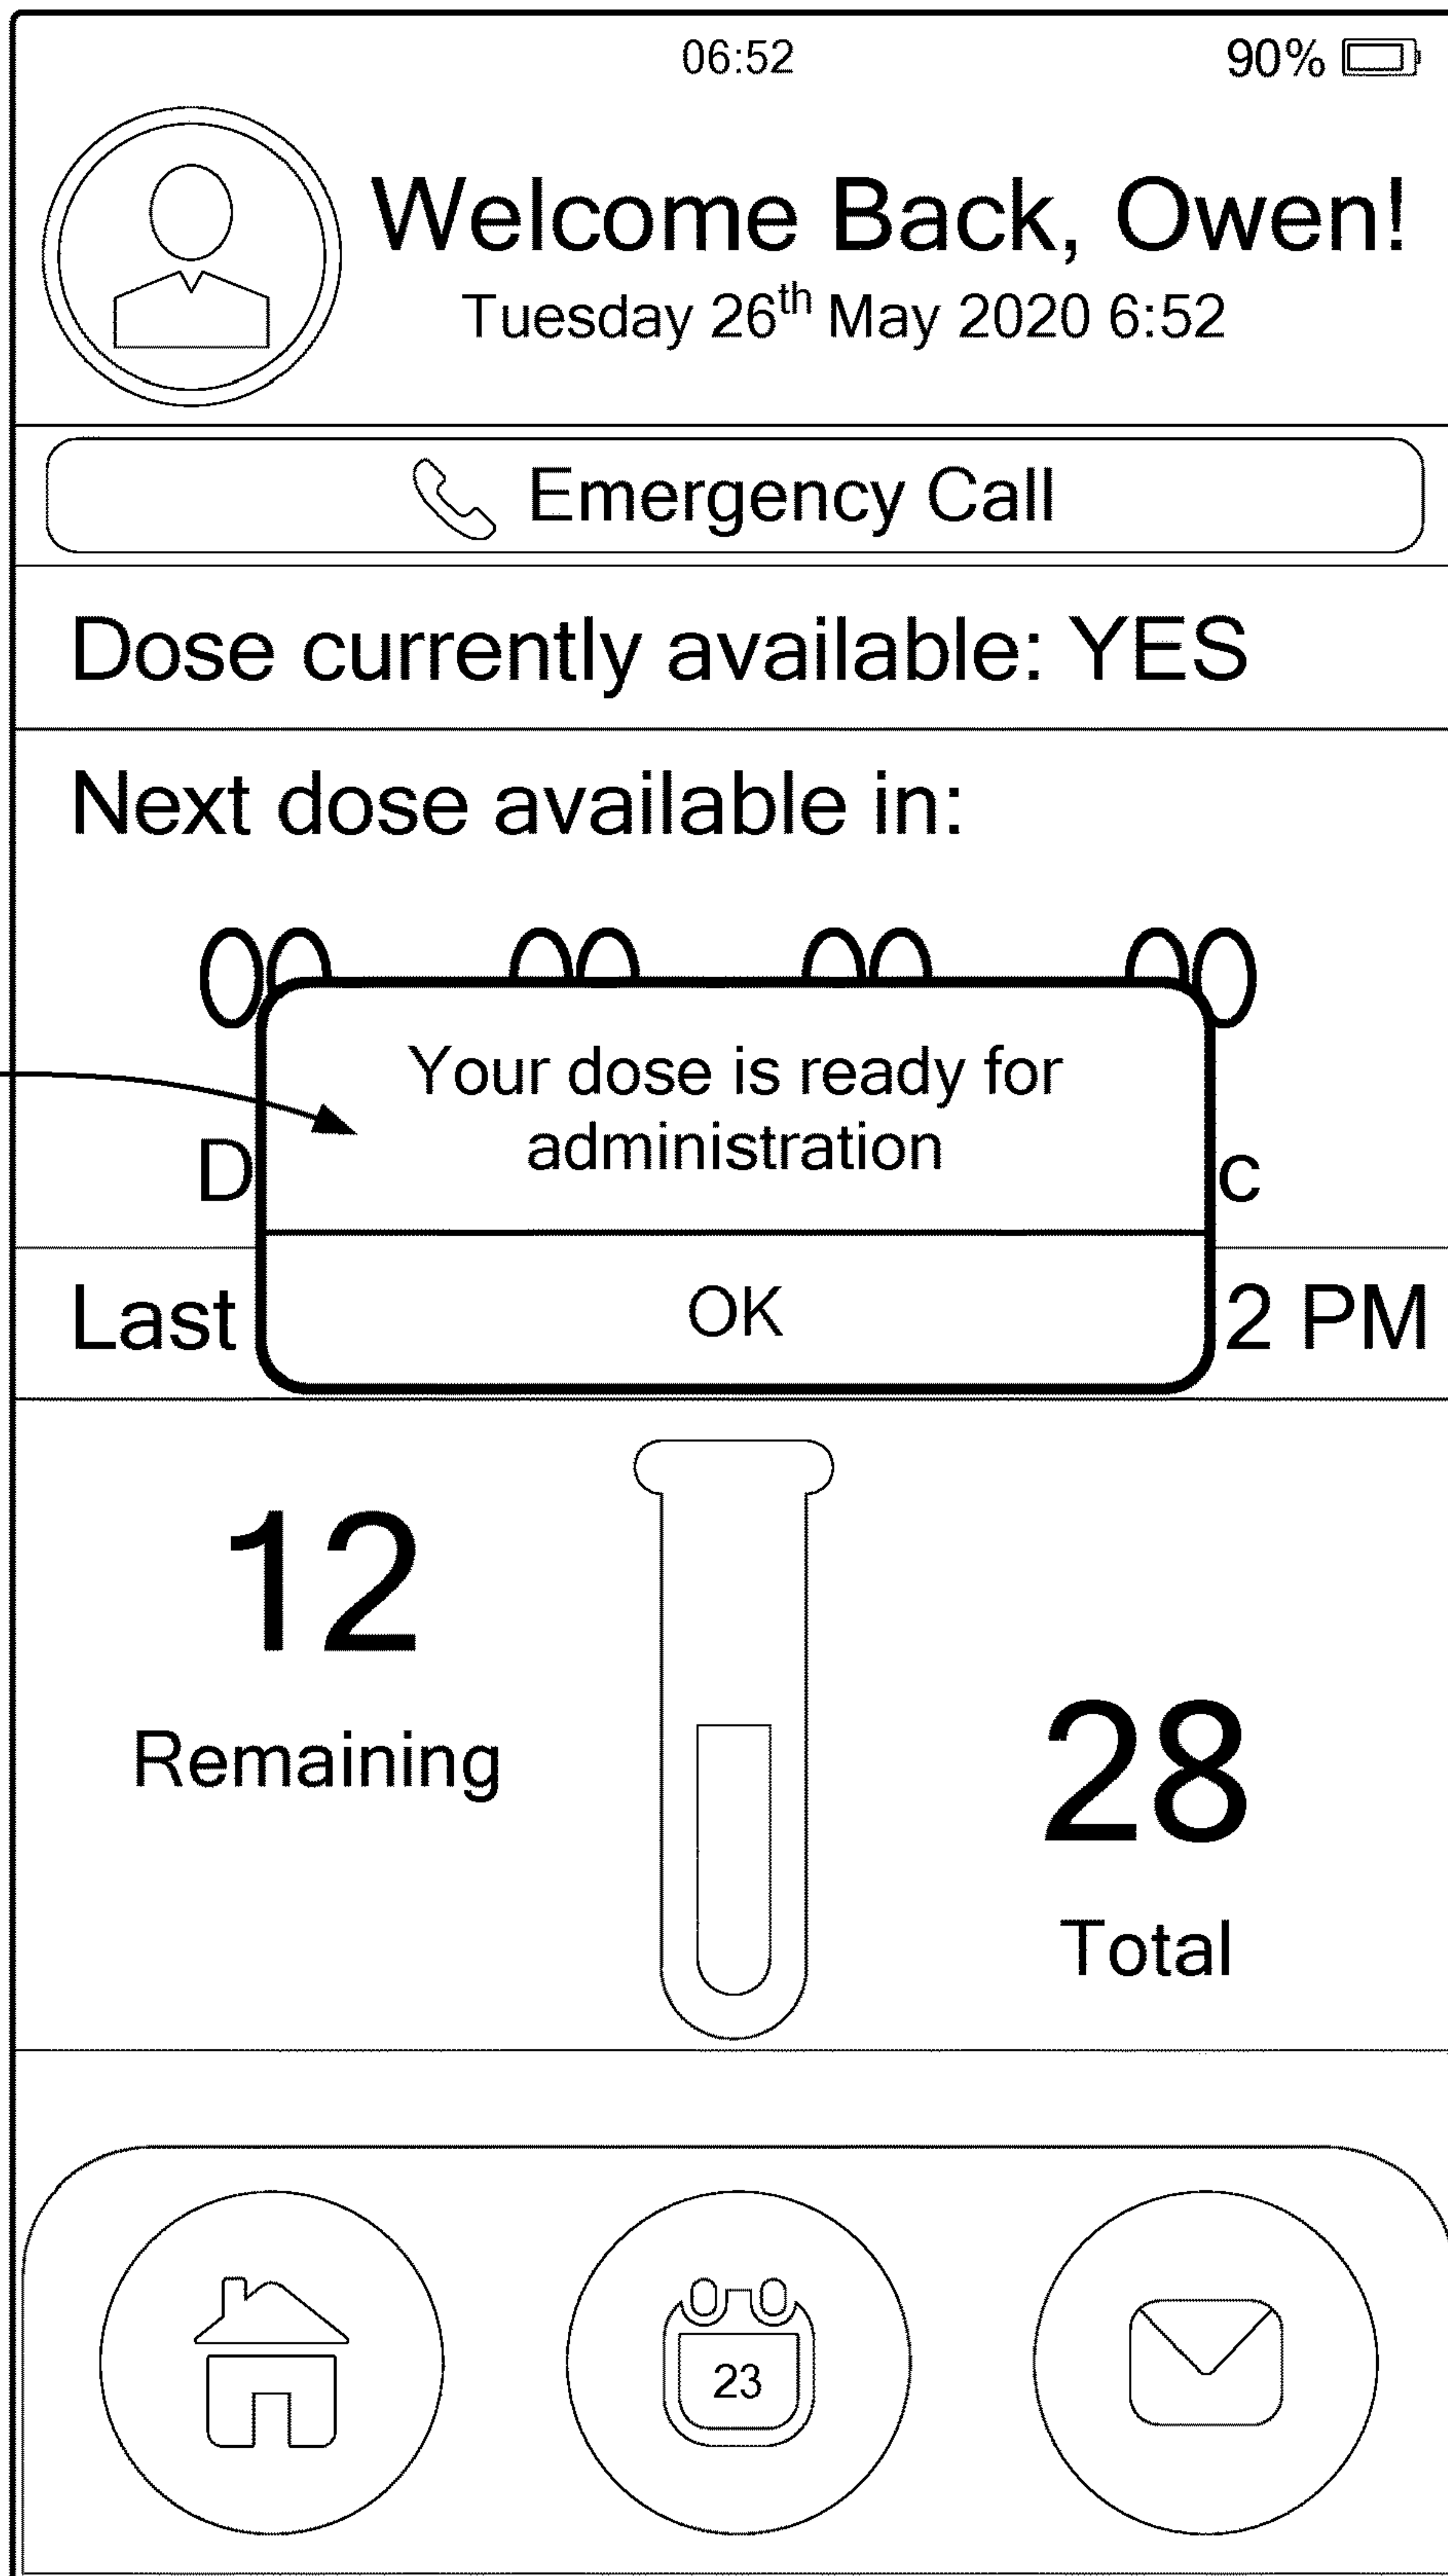 06:52 90%
Welcome Back, Owen!
Tuesday 26th May 2020 6:52
Emergency Call
Dose currently available: YES
Next dose available in:
Your dose is ready for
administration
D c
OK
Last 2 PM
12
Remaining
28
Total
23